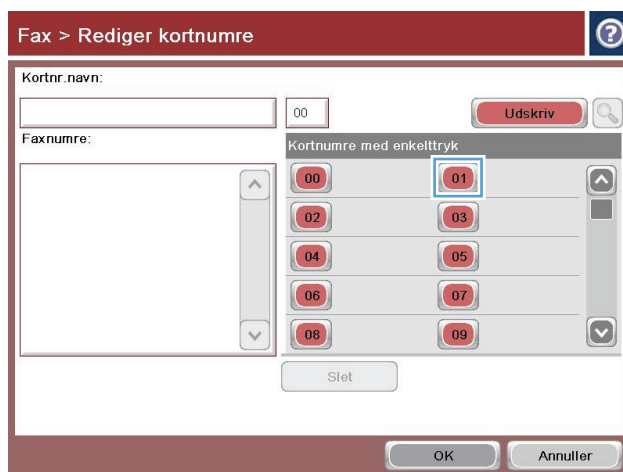 Fax > Rediger kortnumre
?
Kortnr.navn:
00
Udskriv
Faxnumre:
Kortnumre med enkelttryk
00 01
02 03
04 05
06 07
08 09
Slet
OK Annuller